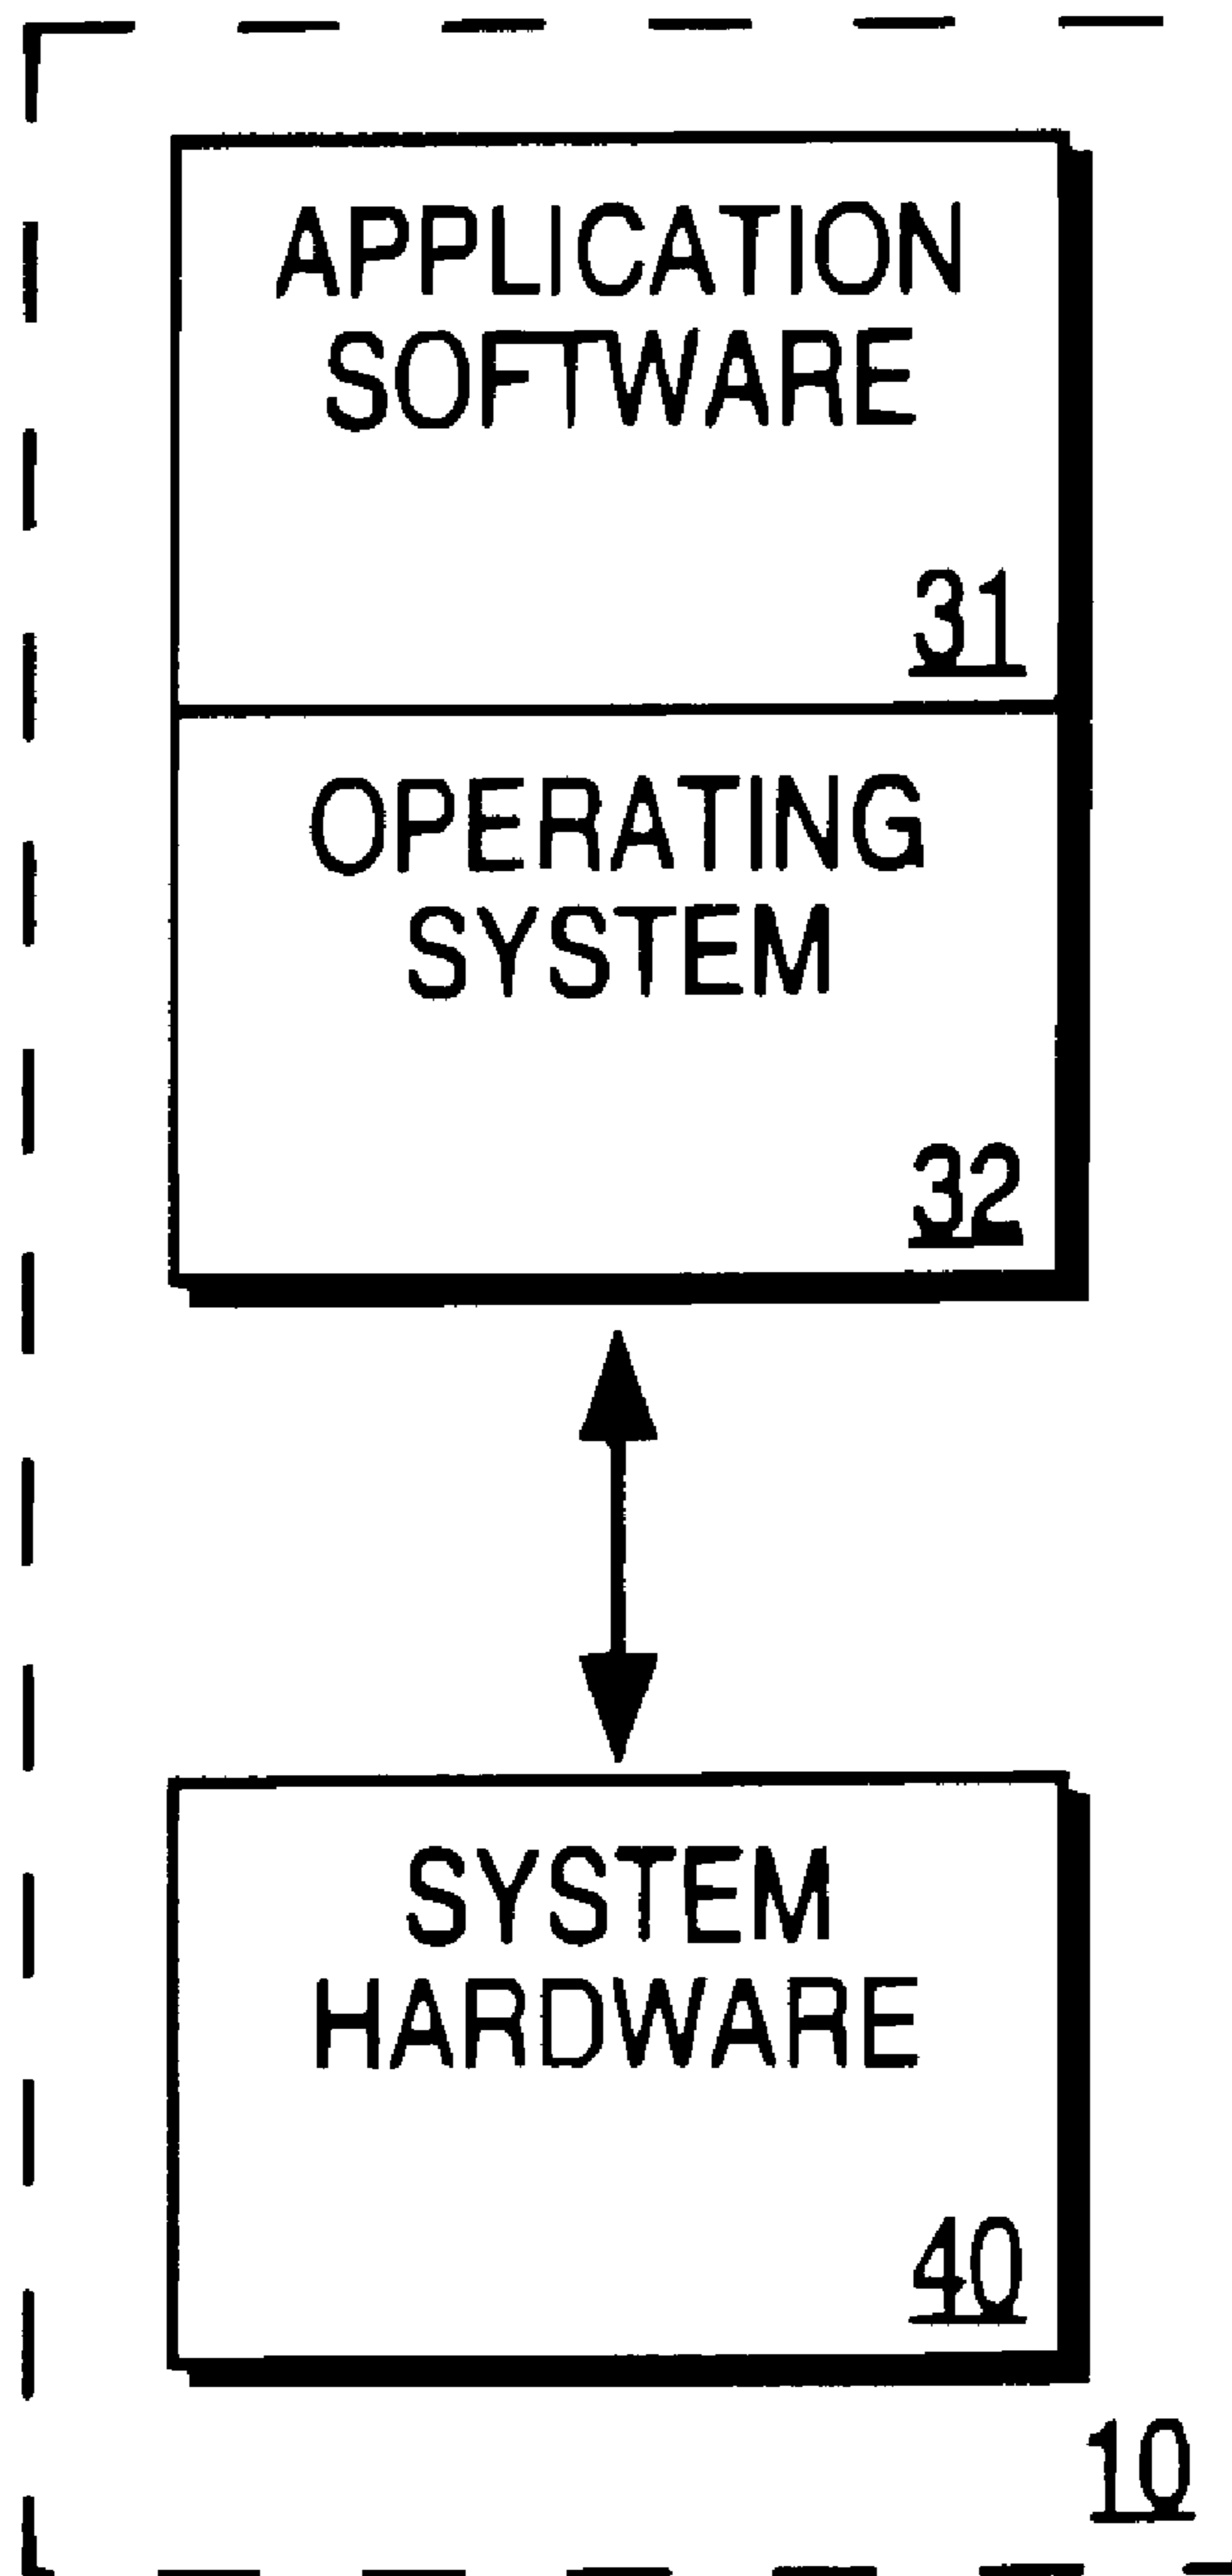 APPLICATION
SOFTWARE
31
OPERATING
SYSTEM
32
SYSTEM
HARDWARE
40
10